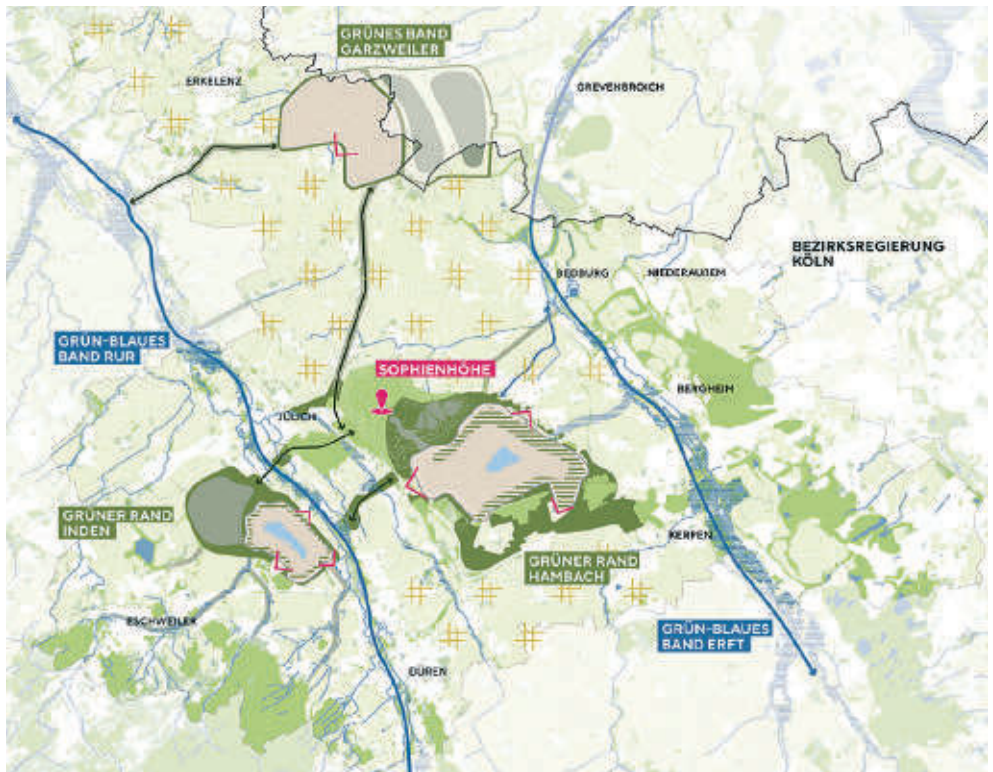 GRÜNES BAND
GARZWEILER
ERKELENZ
GREVENBROICH
BEZIRKSREGIERUNG
KÖLN
BEDBURG
NIEDERAUßEM
GRÜN-BLAUES
BAND RUR
SOPHIENHÖHE
BERGHEIM
JÜLICH
GRÜNER RAND
INDEN
KERPEN
GRÜNER RAND
HAMBACH
ESCHWEILER
GRÜN-BLAUES
BAND ERFT
DÜREN